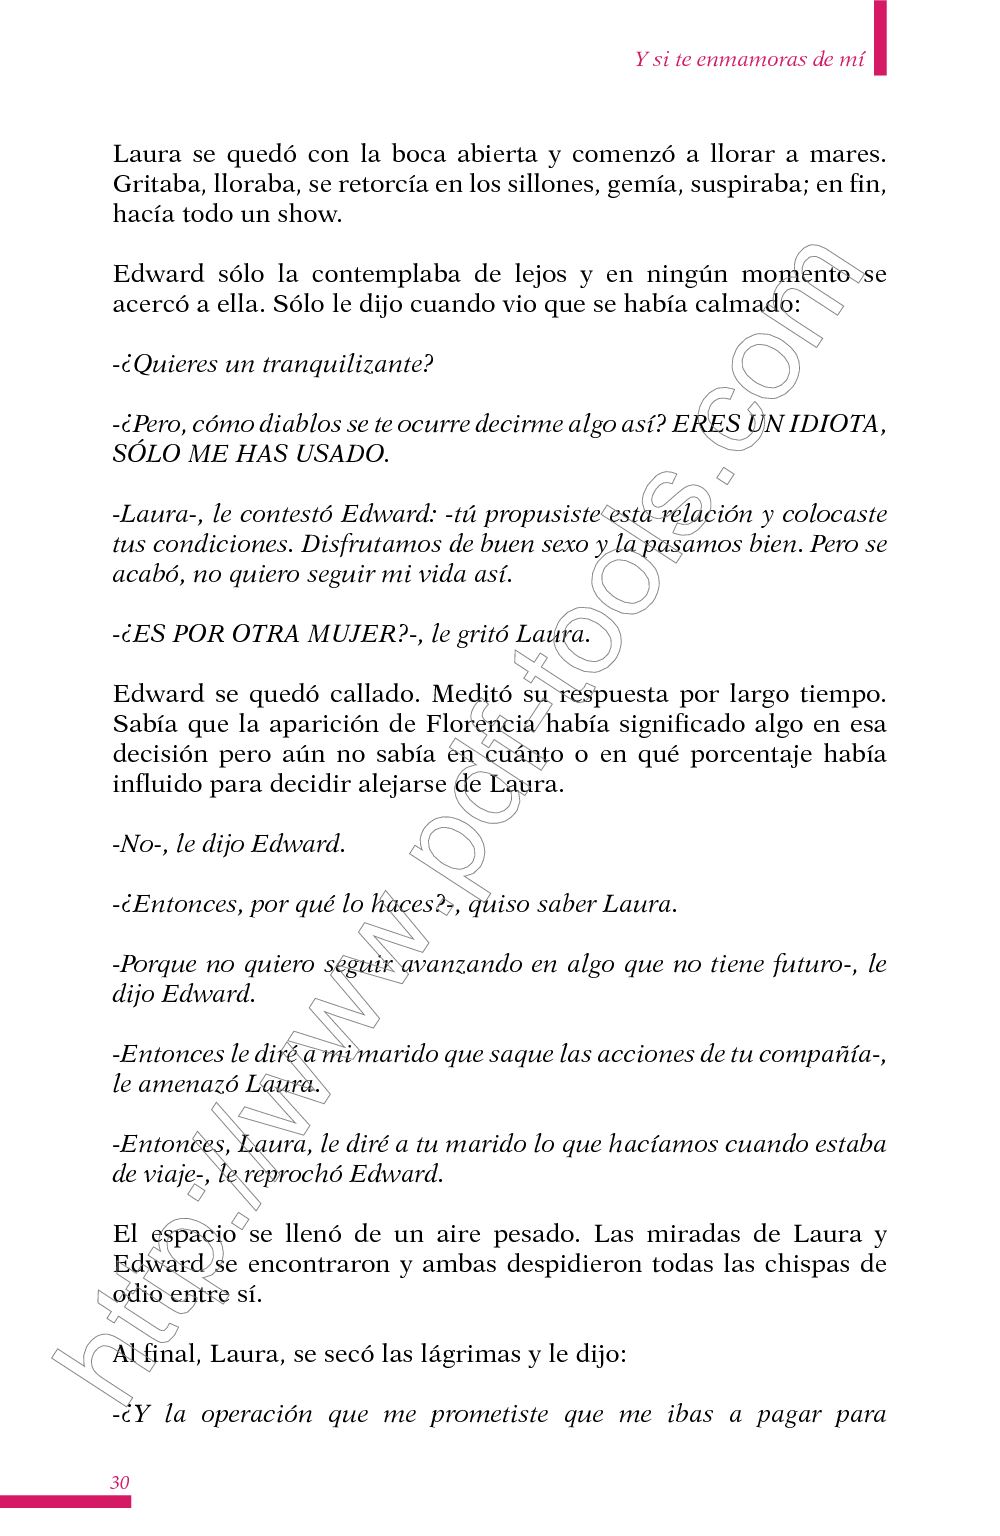 Y si te enmamoras de mí
Laura se quedó con la boca abierta y comenzó a llorar a mares.
Gritaba, lloraba, se retorcía en los sillones, gemía, suspiraba; en fin,
hacía todo un show.
Edward sólo la contemplaba de lejos y en ningún momento se
acercó a ella. Sólo le dijo cuando vio que se había calmado:
-¿Quieres un tranquilizante?
-¿Pero, cómo diablos se te ocurre decirme algo así? ERES UN IDIOTA,
SÓLO ME HAS USADO.
-Laura-, le contestó Edward: -tú propusiste esta relación y colocaste
tus condiciones. Disfrutamos de buen sexo y la pasamos bien. Pero se
acabó, no quiero seguir mi vida así.
-¿ES POR OTRA MUJER?-, le gritó Laura.
Edward se quedó callado. Meditó su respuesta por largo tiempo.
Sabía que la aparición de Florencia había significado algo en esa
decisión pero aún no sabía en cuánto o en qué porcentaje había
influido para decidir alejarse de Laura.
-No-, le dijo Edward.
-¿Entonces, por qué lo haces?-, quiso saber Laura.
-Porque no quiero seguir avanzando en algo que no tiene futuro-, le
dijo Edward.
-Entonces le diré a mi marido que saque las acciones de tu compañía-,
le amenazó Laura.
-Entonces, Laura, le diré a tu marido lo que hacíamos cuando estaba
de viaje-, le reprochó Edward.
El espacio se llenó de un aire pesado. Las miradas de Laura y
Edward se encontraron y ambas despidieron todas las chispas de
odio entre sí.
Al final, Laura, se secó las lágrimas y le dijo:
-¿Y la operación que me prometiste que me ibas a pagar para
30
http://www.pdf-tools.com